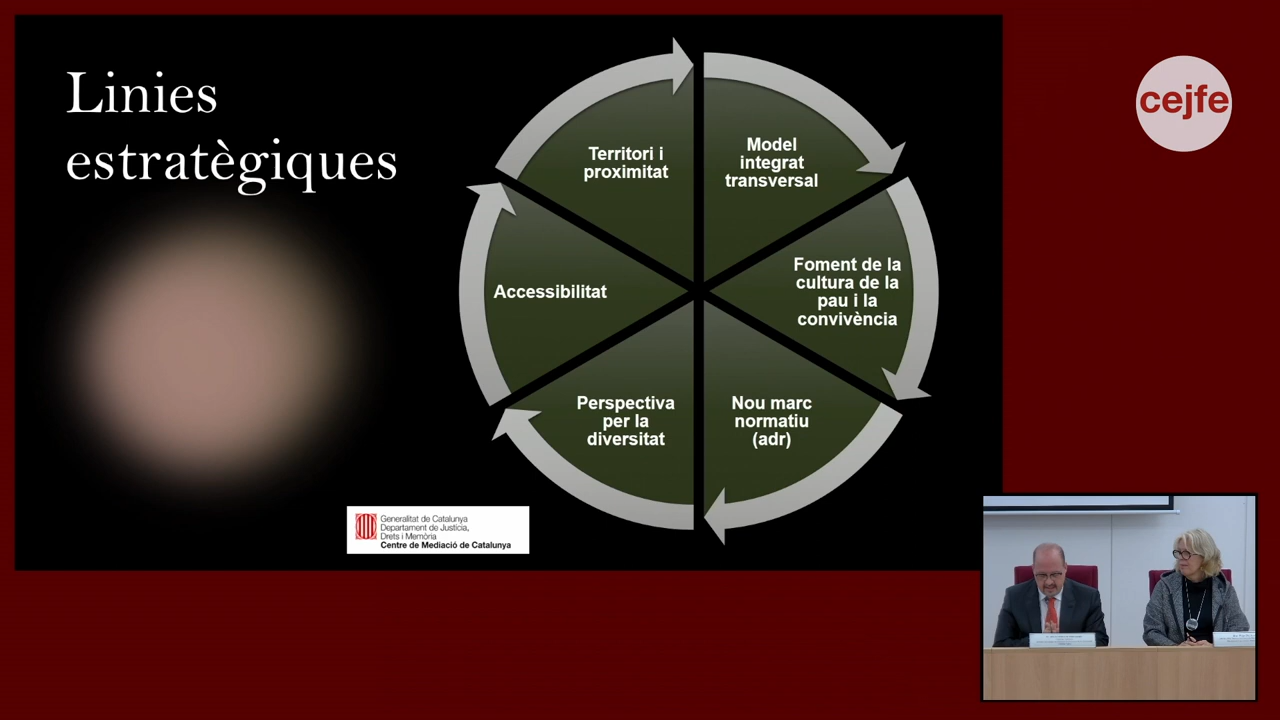 Linies
estratègiques
Territori i
proximitat
Model
integrat
transversal
Foment de la
cultura de la
pau i la
convivència
Nou marc
normatiu
(adr)
Perspectiva
per la
diversitat
Accessibilitat
Generalitat de Catalunya
Departament de Justícia,
Drets i Memòria
Centre de Mediació de Catalunya
cejfe